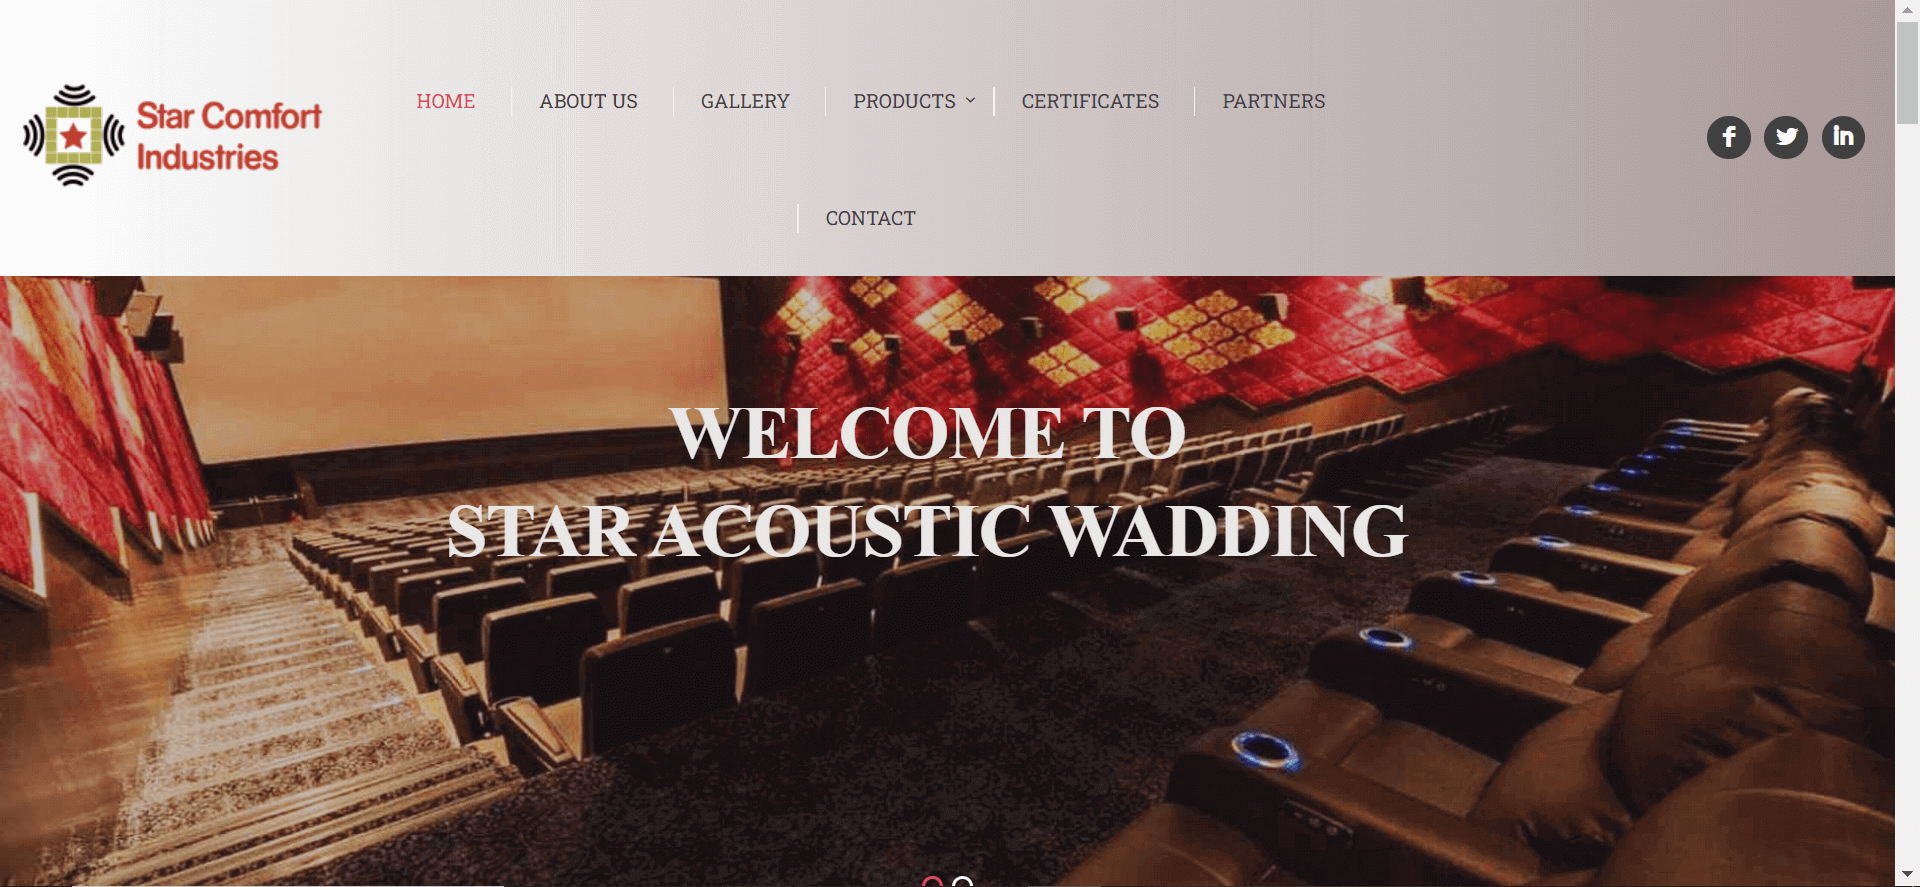 Star Comfort
Industries
HOME
ABOUT US
GALLERY
PRODUCTS
CERTIFICATES
PARTNERS
CONTACT
WELCOME TO
STAR ACOUSTIC WADDING